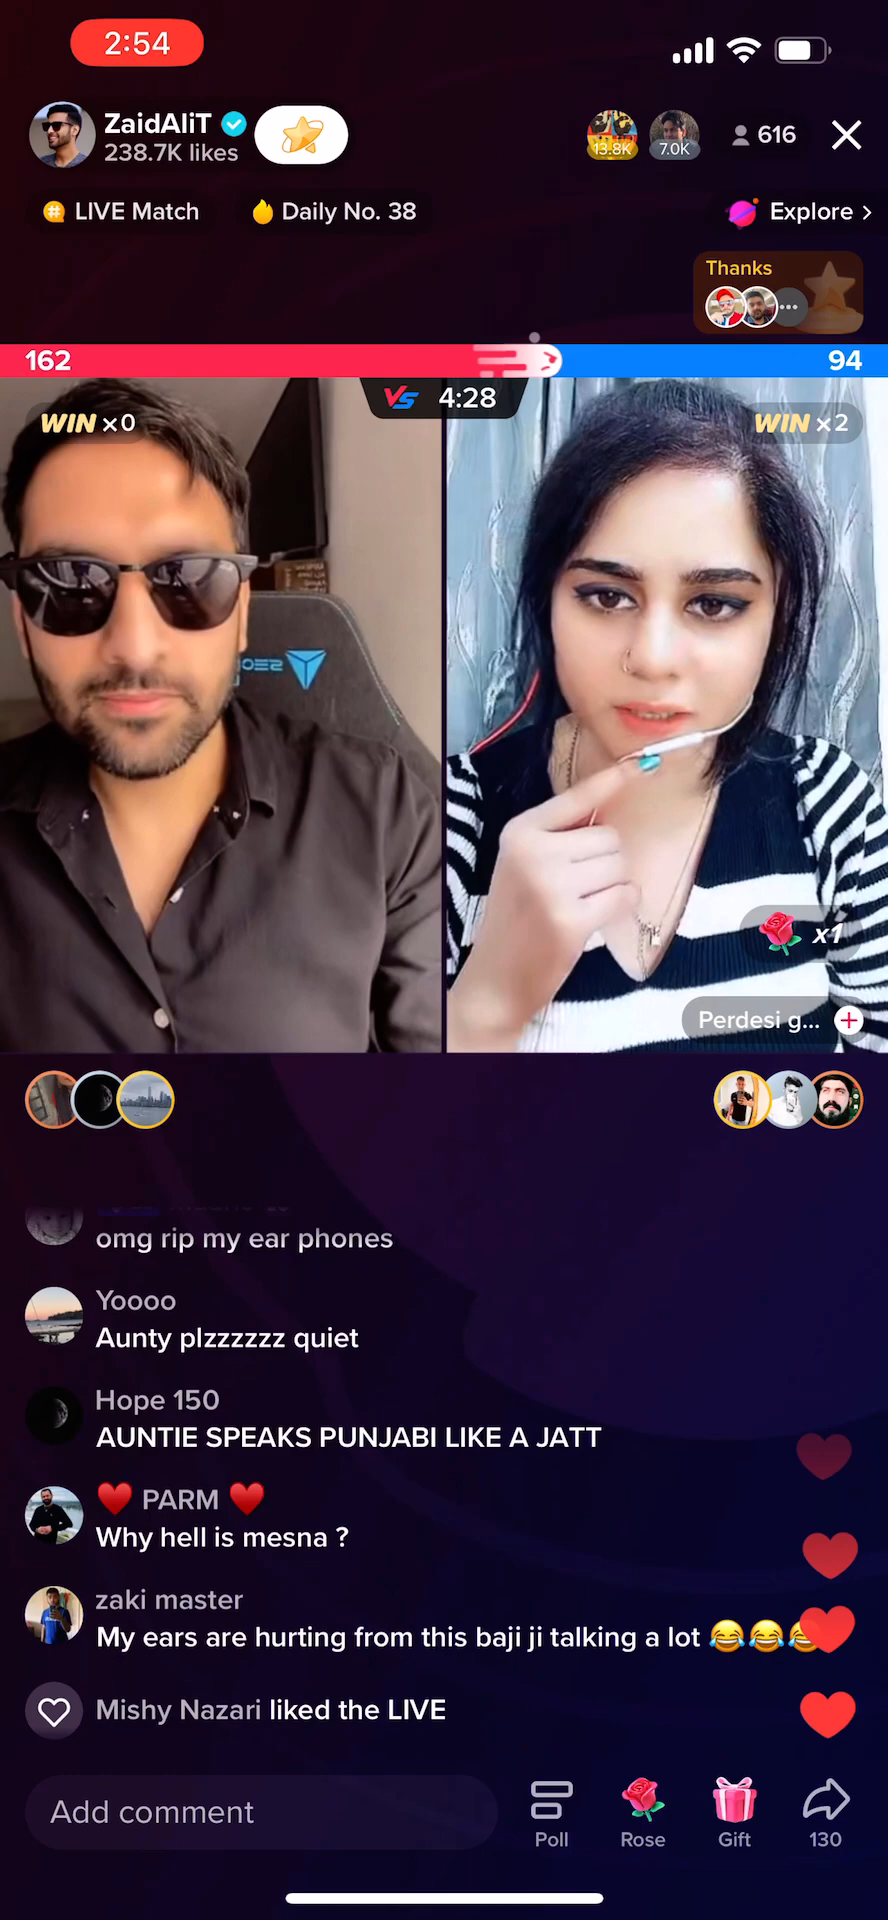 2:54
ZaidAliT
238.7K likes
13.8K
7.0K
616
LIVE Match
Daily No. 38
Explore >
Thanks
162
94
VS 4:28
WIN x0
WIN x2
x1
Perdesi g...
omg rip my ear phones
Yoooo
Aunty plzzzzzz quiet
Hope 150
AUNTIE SPEAKS PUNJABI LIKE A JATT
❤️ PARM ❤️
Why hell is mesna ?
zaki master
My ears are hurting from this baji ji talking a lot 😂😂😂
Mishy Nazari liked the LIVE
Add comment
Poll
Rose
Gift
130